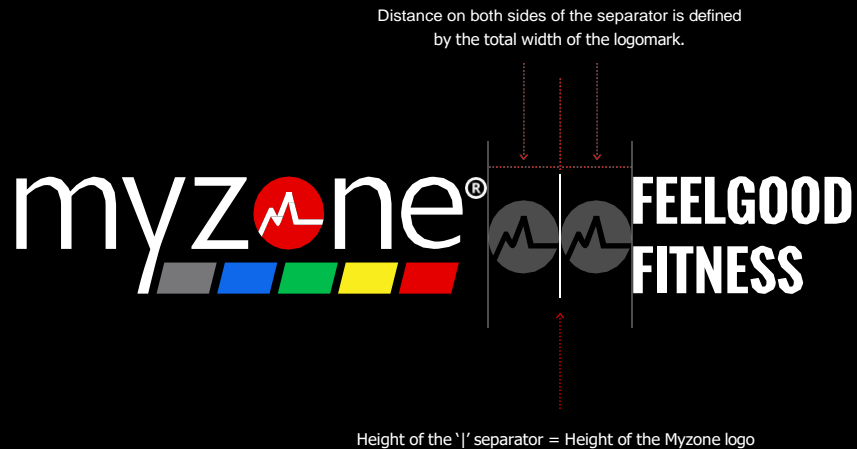 Distance on both sides of the separator is defined
by the total width of the logomark.
myzone®
FEELGOOD
FITNESS
Height of the ‘|’ separator = Height of the Myzone logo